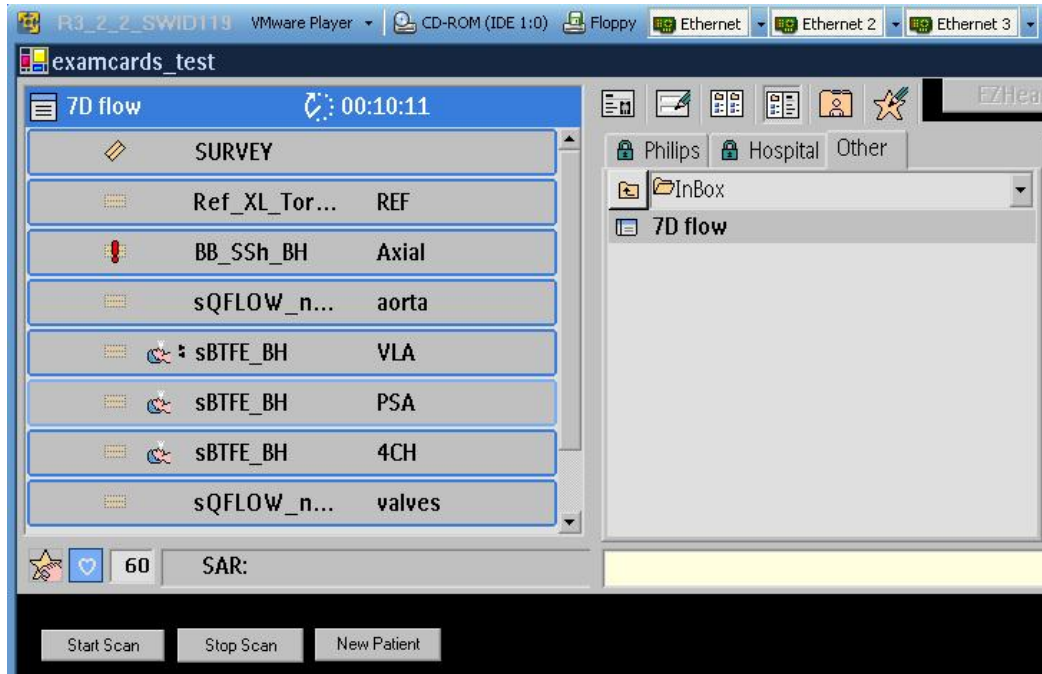 R3_2_2_SWID119 VMware Player CD-ROM (IDE 1:0) Floppy Ethernet Ethernet 2 Ethernet 3
examcards_test
7D flow 00:10:11
EZHea
SURVEY
Philips Hospital Other
Ref_XL_Tor... REF
InBox
7D flow
BB_SSh_BH Axial
sQFLOW_n... aorta
sBTFE_BH VLA
sBTFE_BH PSA
sBTFE_BH 4CH
sQFLOW_n... valves
60 SAR:
Start Scan Stop Scan New Patient